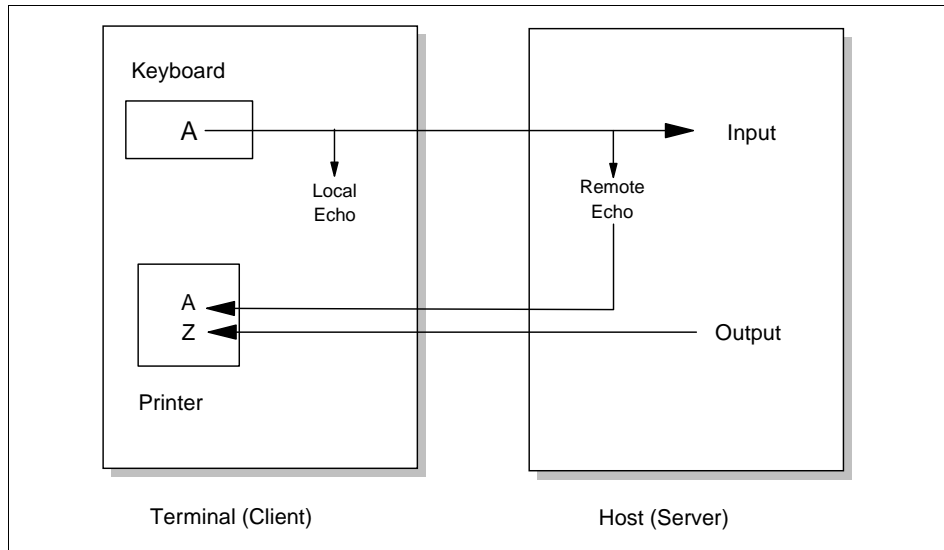 Keyboard
A
Input
Local
Echo
Remote
Echo
A
Z
Output
Printer
Terminal (Client)
Host (Server)